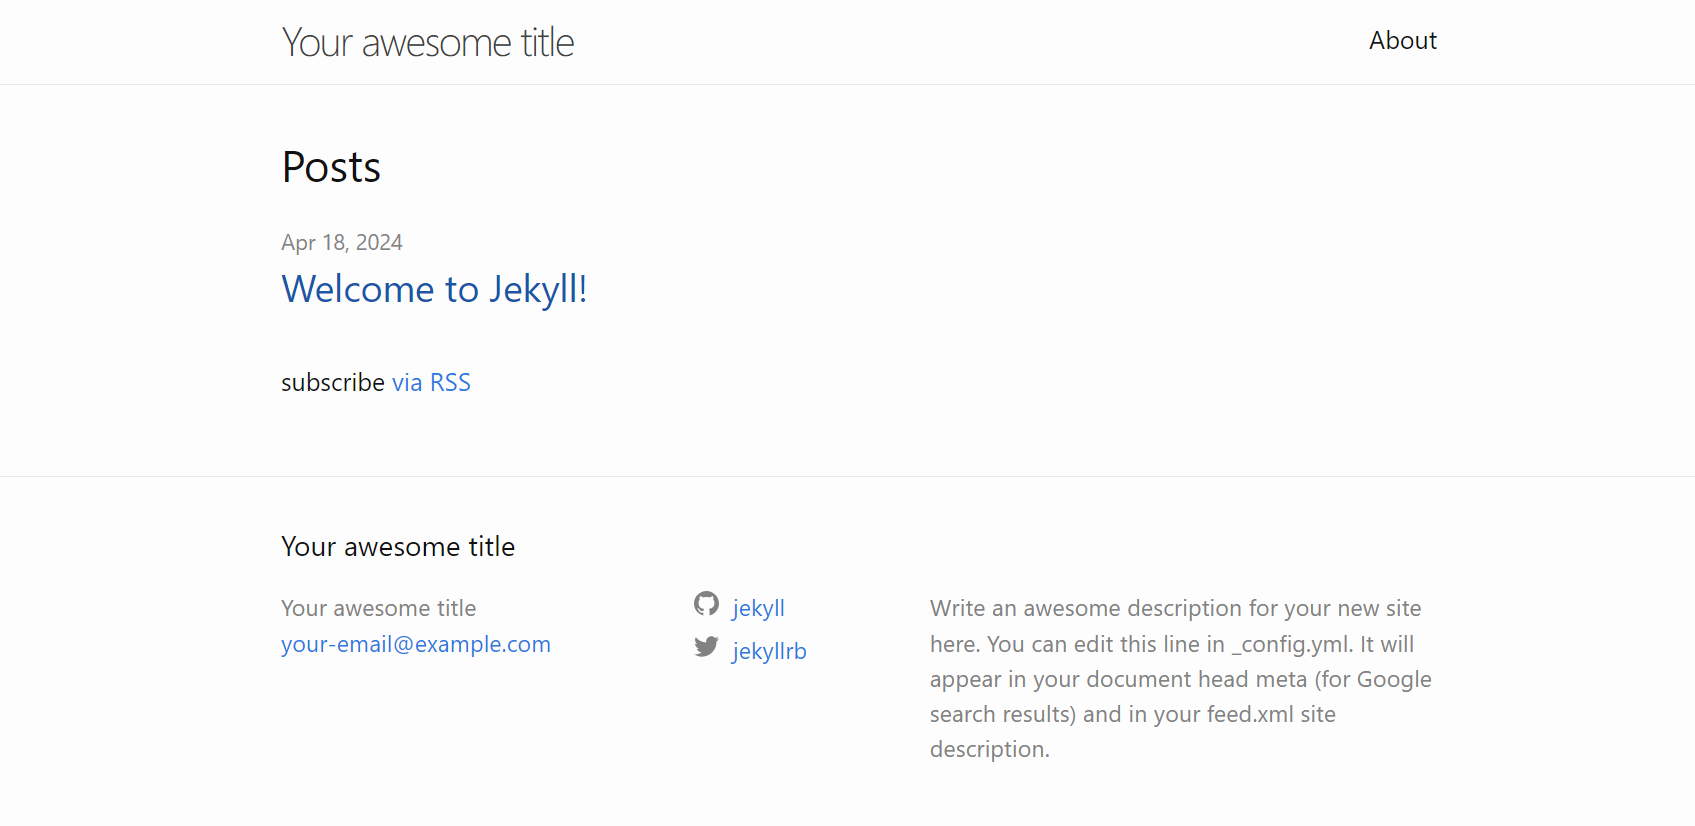 Your awesome title
About
Posts
Apr 18, 2024
Welcome to Jekyll!
subscribe via RSS
Your awesome title
Your awesome title
your-email@example.com
jekyll
jekyllrb
Write an awesome description for your new site
here. You can edit this line in _config.yml. It will
appear in your document head meta (for Google
search results) and in your feed.xml site
description.